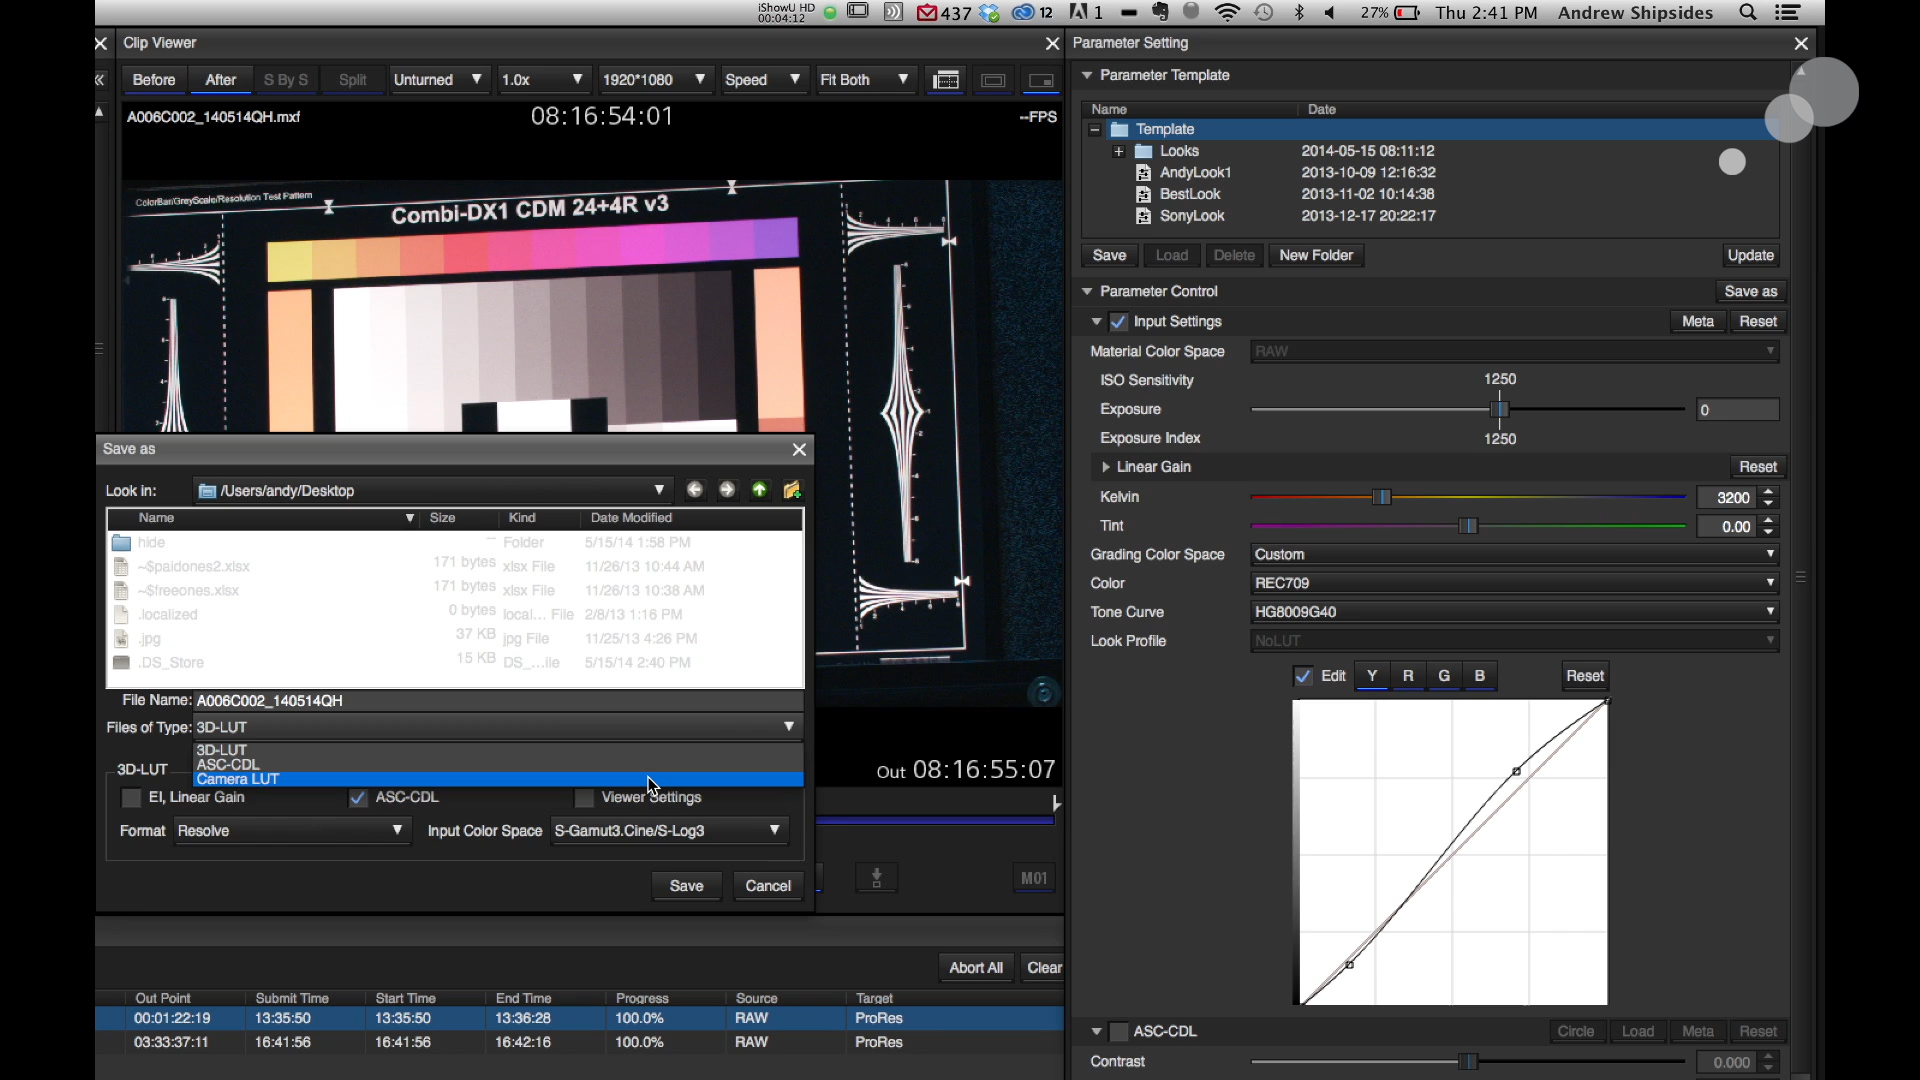 iShowU HD
00:04:12
437
12
1
27%
Thu 2:41 PM
Andrew Shipsides
Clip Viewer
Before After S By S Split Unturned 1.0x 1920*1080 Speed Fit Both
A006C002_140514QH.mxf
08:16:54:01
--FPS
ColorBar/GreyScale/Resolution Test Pattern
Combi-DX1 CDM 24+4R v3
Save as
Look in: /Users/andy/Desktop
Name Size Kind Date Modified
hide -- Folder 5/15/14 1:58 PM
~$paidones2.xlsx 171 bytes xlsx File 11/26/13 10:44 AM
~$freeones.xlsx 171 bytes xlsx File 11/26/13 10:38 AM
.localized 0 bytes local... File 2/8/13 1:16 PM
.jpg 37 KB jpg File 11/25/13 4:26 PM
.DS_Store 15 KB DS_...ile 5/15/14 2:40 PM
File Name: A006C002_140514QH
Files of Type: 3D-LUT
3D-LUT
ASC-CDL
Camera LUT
3D-LUT
EI, Linear Gain ASC-CDL Viewer Settings
Format Resolve Input Color Space S-Gamut3.Cine/S-Log3
Save Cancel
Out 08:16:55:07
M01
Abort All Clear
Out Point Submit Time Start Time End Time Progress Source Target
00:01:22:19 13:35:50 13:35:50 13:36:28 100.0% RAW ProRes
03:33:37:11 16:41:56 16:41:56 16:42:16 100.0% RAW ProRes
Parameter Setting
Parameter Template
Name Date
Template
Looks 2014-05-15 08:11:12
AndyLook1 2013-10-09 12:16:32
BestLook 2013-11-02 10:14:38
SonyLook 2013-12-17 20:22:17
Save Load Delete New Folder Update
Parameter Control Save as
Input Settings Meta Reset
Material Color Space RAW
ISO Sensitivity 1250
Exposure 0
Exposure Index 1250
Linear Gain Reset
Kelvin 3200
Tint 0.00
Grading Color Space Custom
Color REC709
Tone Curve HG8009G40
Look Profile NoLUT
Edit Y R G B Reset
ASC-CDL Circle Load Meta Reset
Contrast 0.000